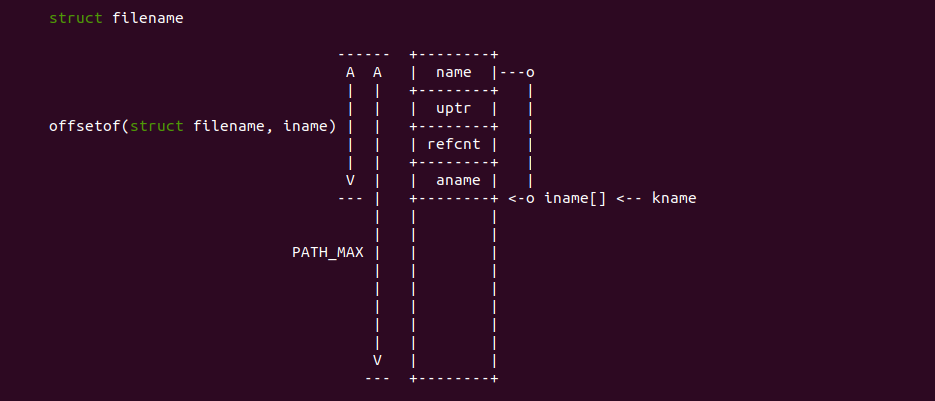 struct filename
------  +--------+
A  A   |  name  |---o
|  |   +--------+   |
|  |   |  uptr  |   |
offsetof(struct filename, iname) |  |   +--------+   |
|  |   | refcnt |   |
|  |   +--------+   |
V  |   |  aname |   |
--- |   +--------+ <-o iname[] <-- kname
|   |        |
|   |        |
PATH_MAX |   |        |
|   |        |
|   |        |
|   |        |
|   |        |
|   |        |
V   |        |
---  +--------+